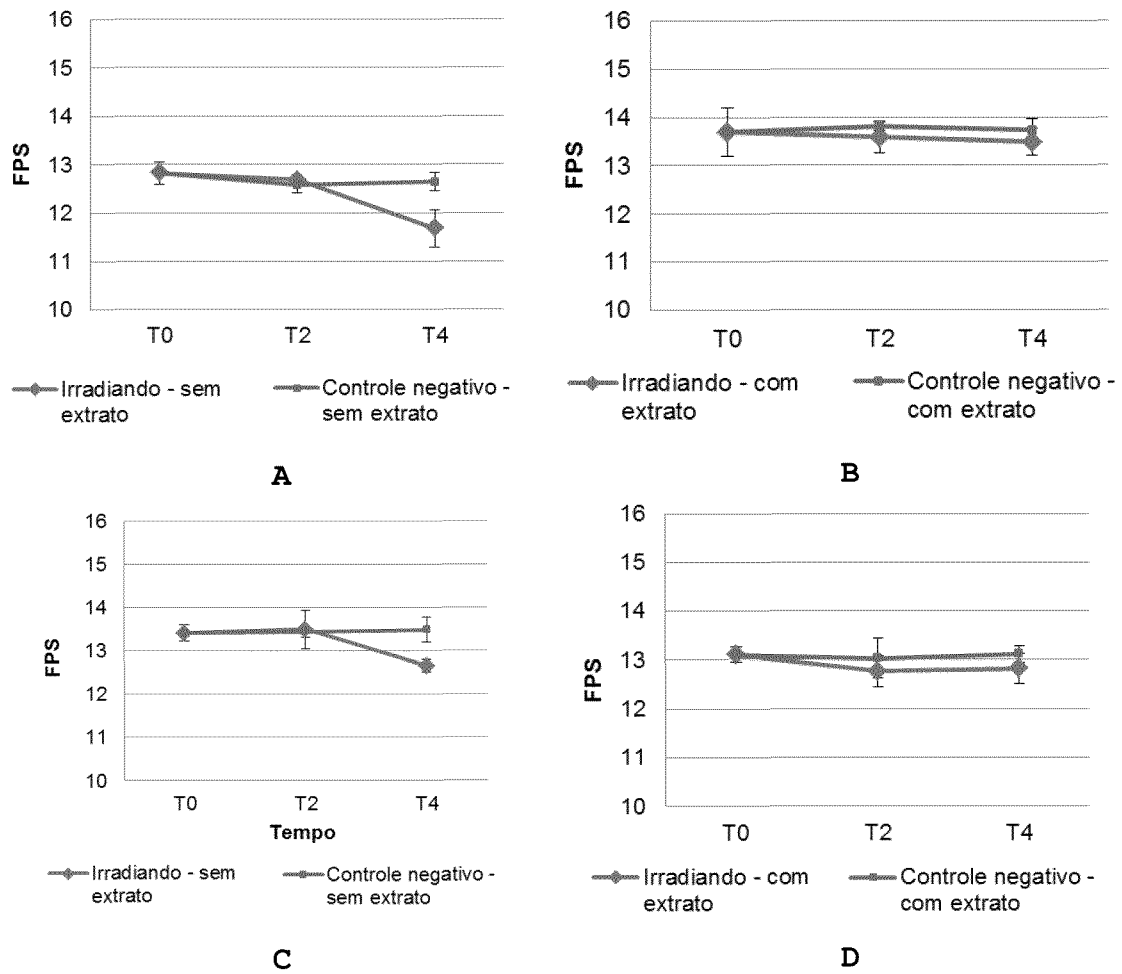 16
15
14
13
12
11
10
FPS
T0 T2 T4
Irradiando - sem extrato
Controle negativo - sem extrato
A
16
15
14
13
12
11
10
FPS
T0 T2 T4
Irradiando - com extrato
Controle negativo - com extrato
B
16
15
14
13
12
11
10
FPS
T0 T2 T4
Tempo
Irradiando - sem extrato
Controle negativo - sem extrato
C
16
15
14
13
12
11
10
FPS
T0 T2 T4
Irradiando - com extrato
Controle negativo - com extrato
D